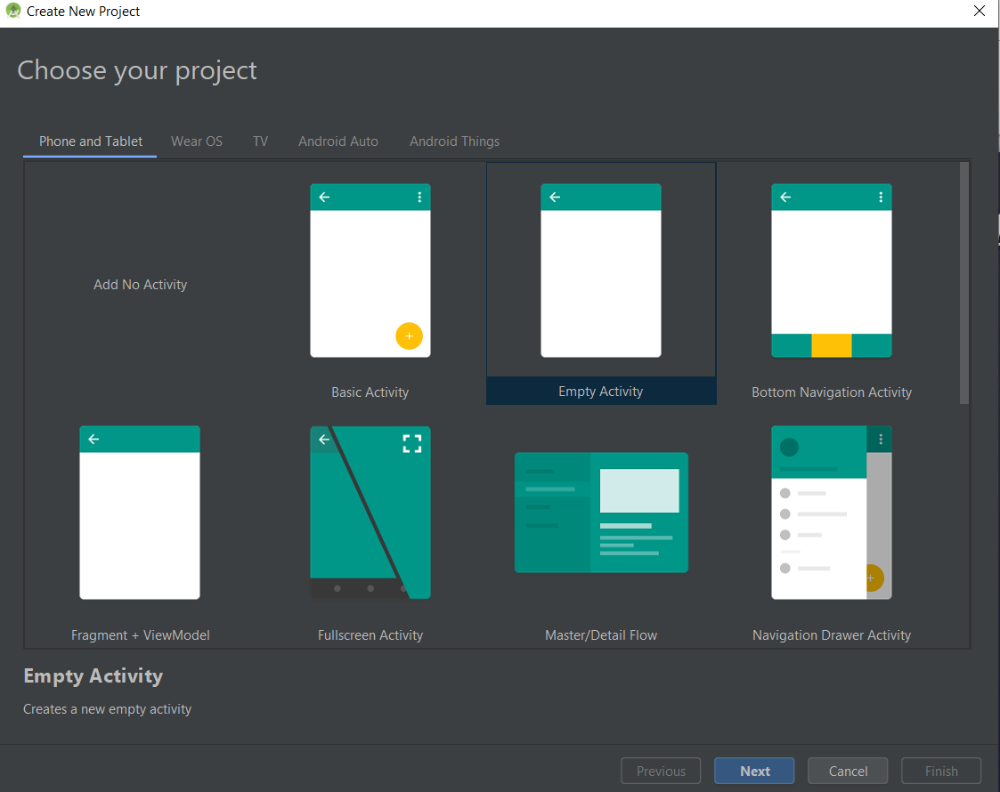 Create New Project
Choose your project
Phone and Tablet
Wear OS
TV
Android Auto
Android Things
Add No Activity
Basic Activity
Empty Activity
Bottom Navigation Activity
Fragment + ViewModel
Fullscreen Activity
Master/Detail Flow
Navigation Drawer Activity
Empty Activity
Creates a new empty activity
Previous
Next
Cancel
Finish